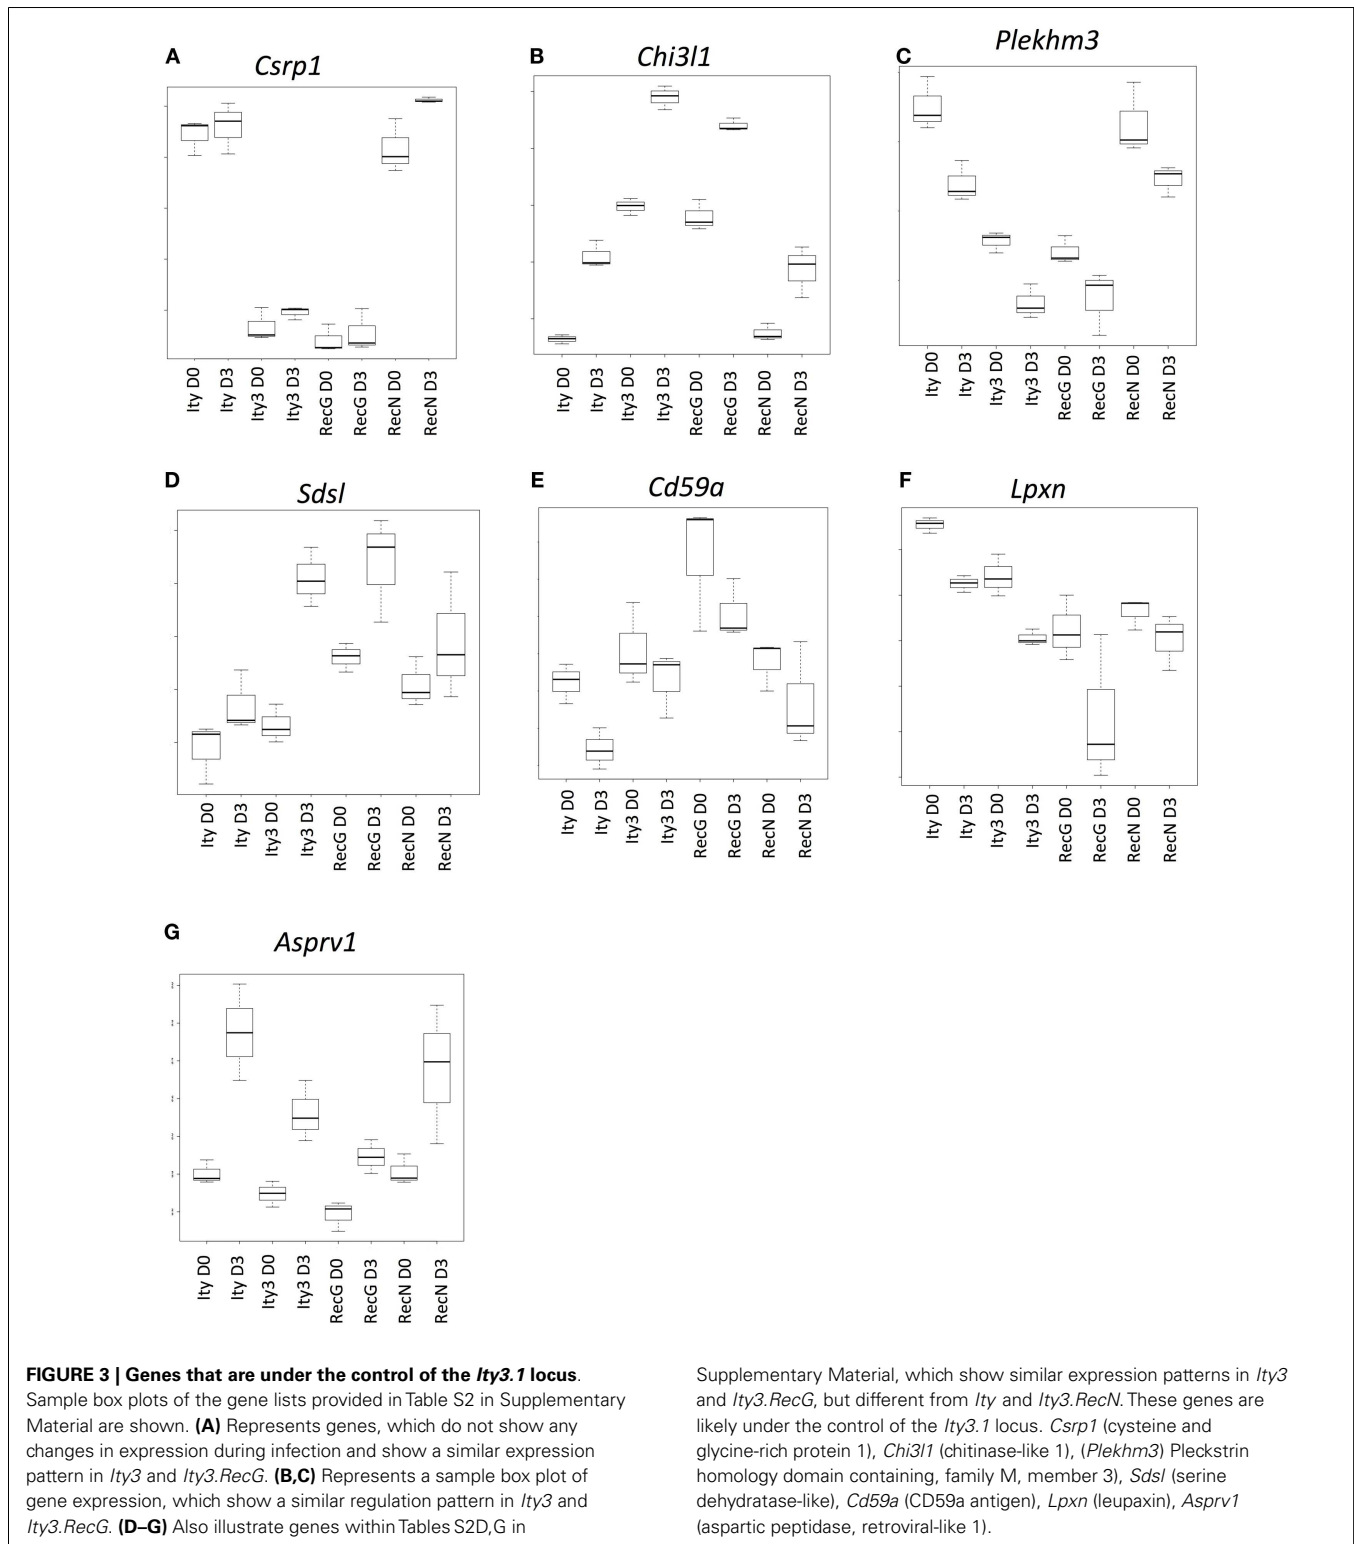 A
Csrp1
Ity D0
Ity D3
Ity3 D0
Ity3 D3
RecG D0
RecG D3
RecN D0
RecN D3
B
Chi3l1
Ity D0
Ity D3
Ity3 D0
Ity3 D3
RecG D0
RecG D3
RecN D0
RecN D3
C
Plekhm3
Ity D0
Ity D3
Ity3 D0
Ity3 D3
RecG D0
RecG D3
RecN D0
RecN D3
D
Sdsl
Ity D0
Ity D3
Ity3 D0
Ity3 D3
RecG D0
RecG D3
RecN D0
RecN D3
E
Cd59a
Ity D0
Ity D3
Ity3 D0
Ity3 D3
RecG D0
RecG D3
RecN D0
RecN D3
F
Lpxn
Ity D0
Ity D3
Ity3 D0
Ity3 D3
RecG D0
RecG D3
RecN D0
RecN D3
G
Asprv1
Ity D0
Ity D3
Ity3 D0
Ity3 D3
RecG D0
RecG D3
RecN D0
RecN D3
FIGURE 3 | Genes that are under the control of the Ity3.1 locus.
Sample box plots of the gene lists provided in Table S2 in Supplementary
Material are shown. (A) Represents genes, which do not show any
changes in expression during infection and show a similar expression
pattern in Ity3 and Ity3.RecG. (B,C) Represents a sample box plot of
gene expression, which show a similar regulation pattern in Ity3 and
Ity3.RecG. (D–G) Also illustrate genes within Tables S2D,G in
Supplementary Material, which show similar expression patterns in Ity3
and Ity3.RecG, but different from Ity and Ity3.RecN. These genes are
likely under the control of the Ity3.1 locus. Csrp1 (cysteine and
glycine-rich protein 1), Chi3l1 (chitinase-like 1), (Plekhm3) Pleckstrin
homology domain containing, family M, member 3), Sdsl (serine
dehydratase-like), Cd59a (CD59a antigen), Lpxn (leupaxin), Asprv1
(aspartic peptidase, retroviral-like 1).